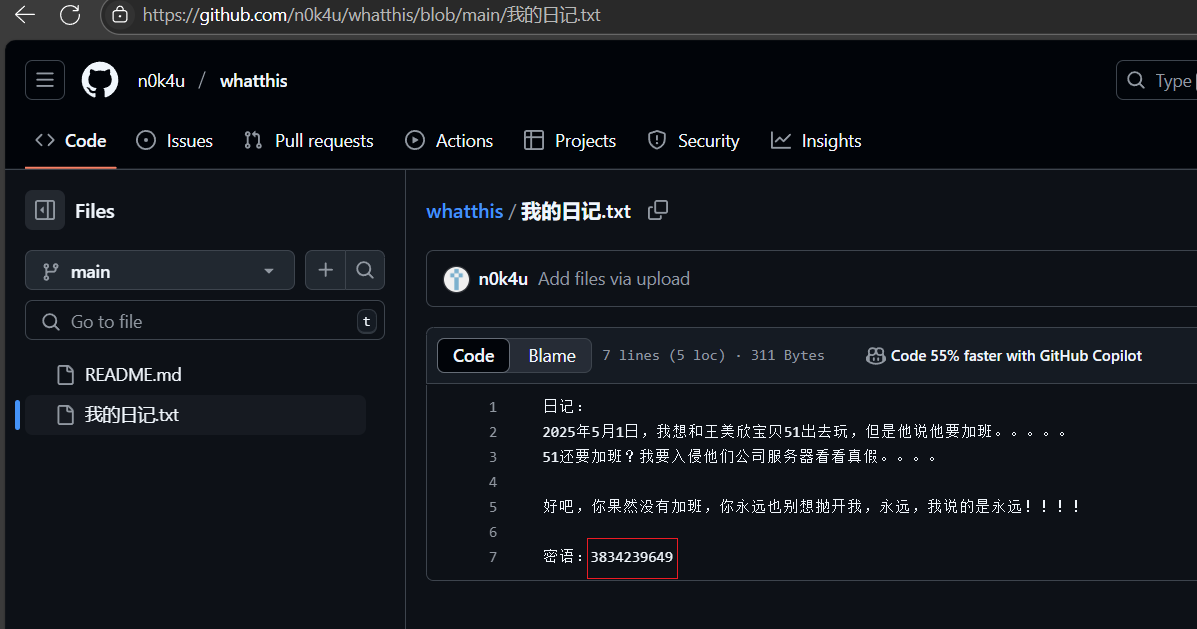 https://github.com/n0k4u/whatthis/blob/main/我的日记.txt
n0k4u / whatthis
Type
Code
Issues
Pull requests
Actions
Projects
Security
Insights
Files
main
Go to file
t
README.md
我的日记.txt
whatthis / 我的日记.txt
n0k4u Add files via upload
Code
Blame
7 lines (5 loc) · 311 Bytes
Code 55% faster with GitHub Copilot
1 日记：
2 2025年5月1日，我想和王美欣宝贝51出去玩，但是他说他要加班。。。。。
3 51还要加班？我要入侵他们公司服务器看看真假。。。。
4
5 好吧，你果然没有加班，你永远也别想抛开我，永远，我说的是永远！！！！
6
7 密语：3834239649